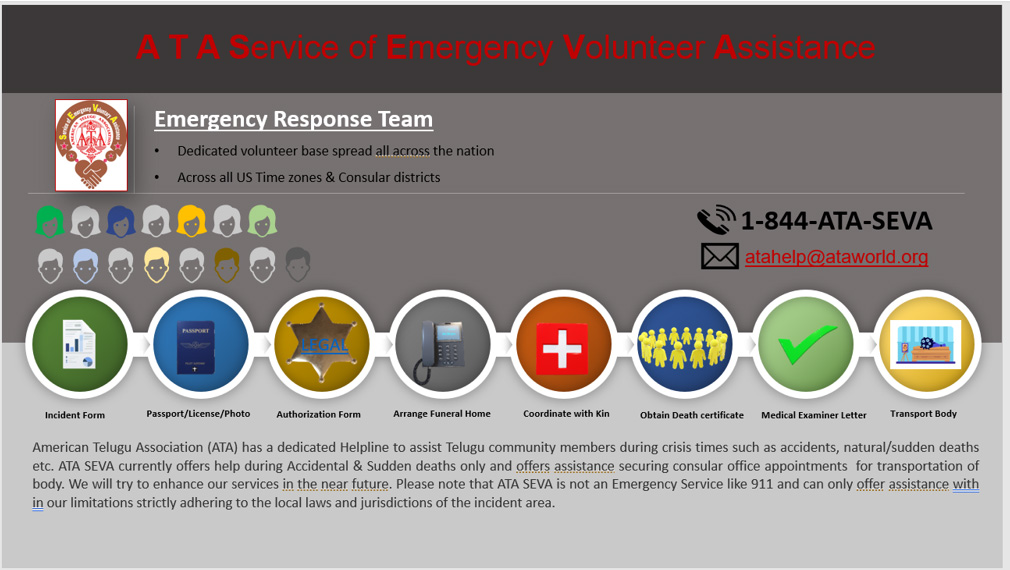 A T A Service of Emergency Volunteer Assistance
Service of Emergency Voluntary Assistance
ATA
Emergency Response Team
• Dedicated volunteer base spread all across the nation
• Across all US Time zones & Consular districts
1-844-ATA-SEVA
atahelp@ataworld.org
PASSPORT
LEGAL
Incident Form
Passport/License/Photo
Authorization Form
Arrange Funeral Home
Coordinate with Kin
Obtain Death certificate
Medical Examiner Letter
Transport Body
American Telugu Association (ATA) has a dedicated Helpline to assist Telugu community members during crisis times such as accidents, natural/sudden deaths
etc. ATA SEVA currently offers help during Accidental & Sudden deaths only and offers assistance securing consular office appointments  for transportation of
body. We will try to enhance our services in the near future. Please note that ATA SEVA is not an Emergency Service like 911 and can only offer assistance with
in our limitations strictly adhering to the local laws and jurisdictions of the incident area.